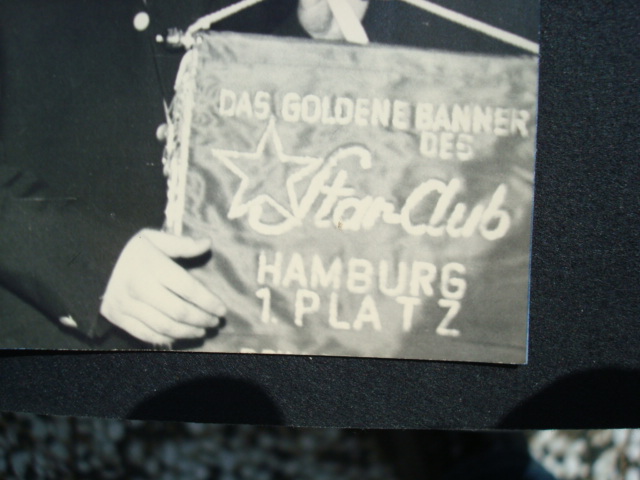 DAS GOLDENE BANNER
DES
Star-Club
HAMBURG
1. PLATZ